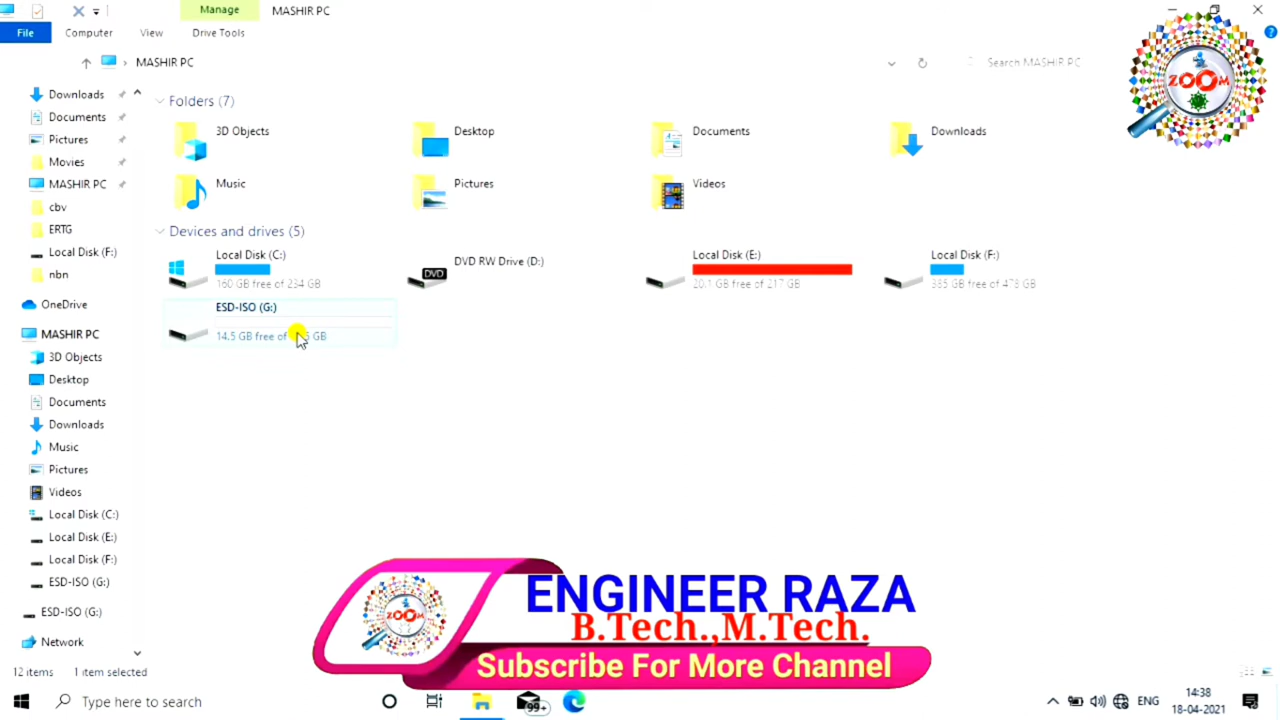 Manage
MASHIR PC
File
Computer
View
Drive Tools
MASHIR PC
Search MASHIR PC
Downloads
Documents
Pictures
Movies
MASHIR PC
cbv
ERTG
Local Disk (F:)
nbn
OneDrive
MASHIR PC
3D Objects
Desktop
Documents
Downloads
Music
Pictures
Videos
Local Disk (C:)
Local Disk (E:)
Local Disk (F:)
ESD-ISO (G:)
ESD-ISO (G:)
Network
Folders (7)
3D Objects
Desktop
Documents
Downloads
Music
Pictures
Videos
Devices and drives (5)
Local Disk (C:)
160 GB free of 234 GB
DVD RW Drive (D:)
DVD
Local Disk (E:)
20.1 GB free of 217 GB
Local Disk (F:)
385 GB free of 478 GB
ESD-ISO (G:)
14.5 GB free of GB
ZOOM
ZOOM
ENGINEER RAZA
B.Tech.,M.Tech.
Subscribe For More Channel
12 items
1 item selected
Type here to search
99+
ENG
14:38
18-04-2021